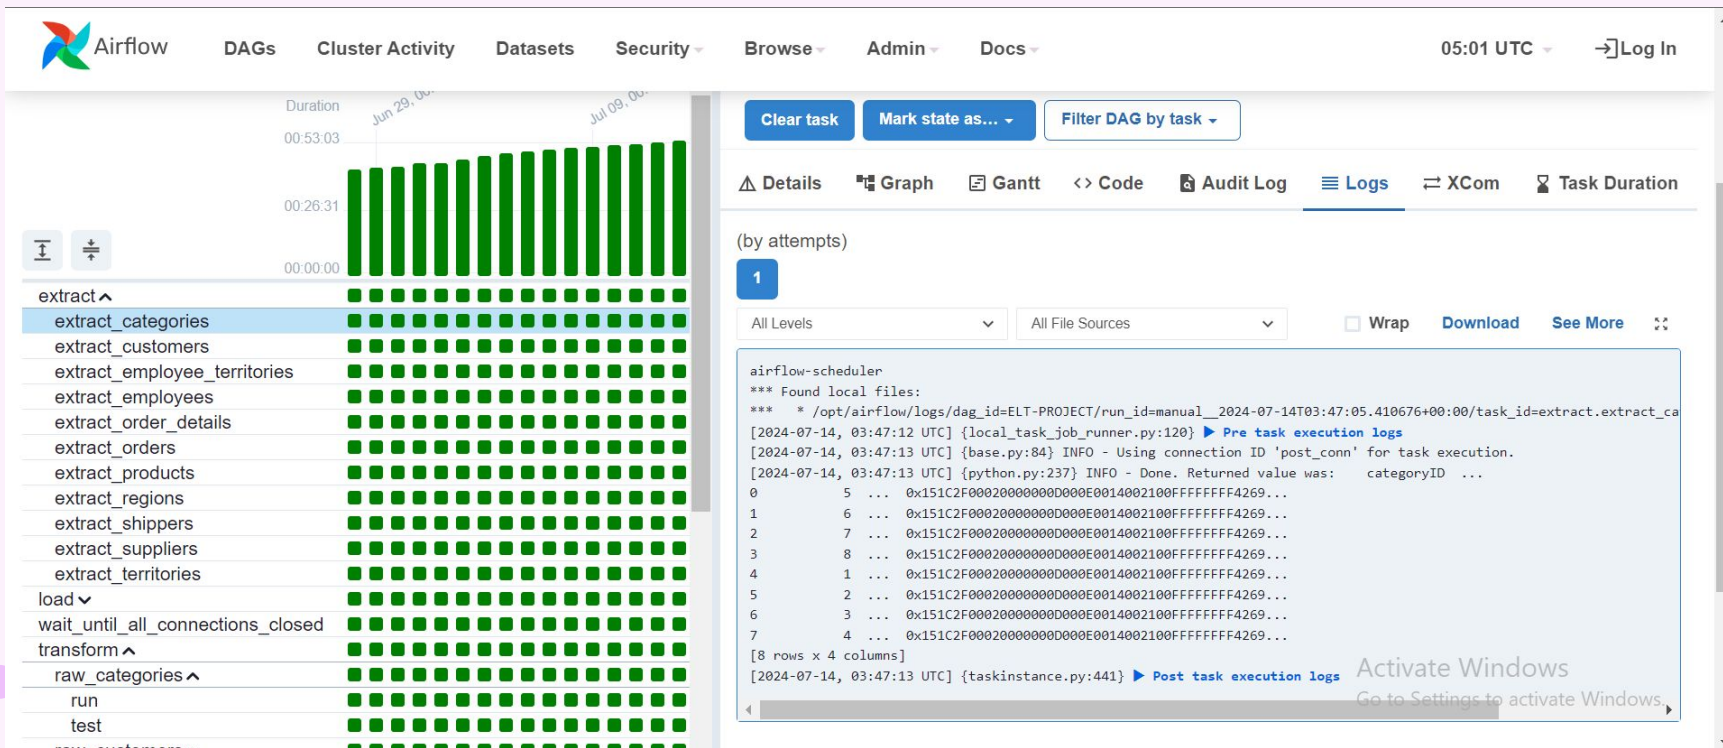 Airflow DAGs Cluster Activity Datasets Security Browse Admin Docs 05:01 UTC Log In
Duration
Jun 29, 00:
Jul 09, 00:
00:53:03
00:26:31
00:00:00
extract
extract_categories
extract_customers
extract_employee_territories
extract_employees
extract_order_details
extract_orders
extract_products
extract_regions
extract_shippers
extract_suppliers
extract_territories
load
wait_until_all_connections_closed
transform
raw_categories
run
test
Clear task Mark state as... Filter DAG by task
Details Graph Gantt Code Audit Log Logs XCom Task Duration
(by attempts)
1
All Levels All File Sources Wrap Download See More
airflow-scheduler
*** Found local files:
***   * /opt/airflow/logs/dag_id=ELT-PROJECT/run_id=manual__2024-07-14T03:47:05.410676+00:00/task_id=extract.extract_ca
[2024-07-14, 03:47:12 UTC] {local_task_job_runner.py:120} ▶ Pre task execution logs
[2024-07-14, 03:47:13 UTC] {base.py:84} INFO - Using connection ID 'post_conn' for task execution.
[2024-07-14, 03:47:13 UTC] {python.py:237} INFO - Done. Returned value was:    categoryID  ...
0 5 ... 0x151C2F00020000000D000E0014002100FFFFFFFF4269...
1 6 ... 0x151C2F00020000000D000E0014002100FFFFFFFF4269...
2 7 ... 0x151C2F00020000000D000E0014002100FFFFFFFF4269...
3 8 ... 0x151C2F00020000000D000E0014002100FFFFFFFF4269...
4 1 ... 0x151C2F00020000000D000E0014002100FFFFFFFF4269...
5 2 ... 0x151C2F00020000000D000E0014002100FFFFFFFF4269...
6 3 ... 0x151C2F00020000000D000E0014002100FFFFFFFF4269...
7 4 ... 0x151C2F00020000000D000E0014002100FFFFFFFF4269...
[8 rows x 4 columns]
[2024-07-14, 03:47:13 UTC] {taskinstance.py:441} ▶ Post task execution logs
Activate Windows
Go to Settings to activate Windows.